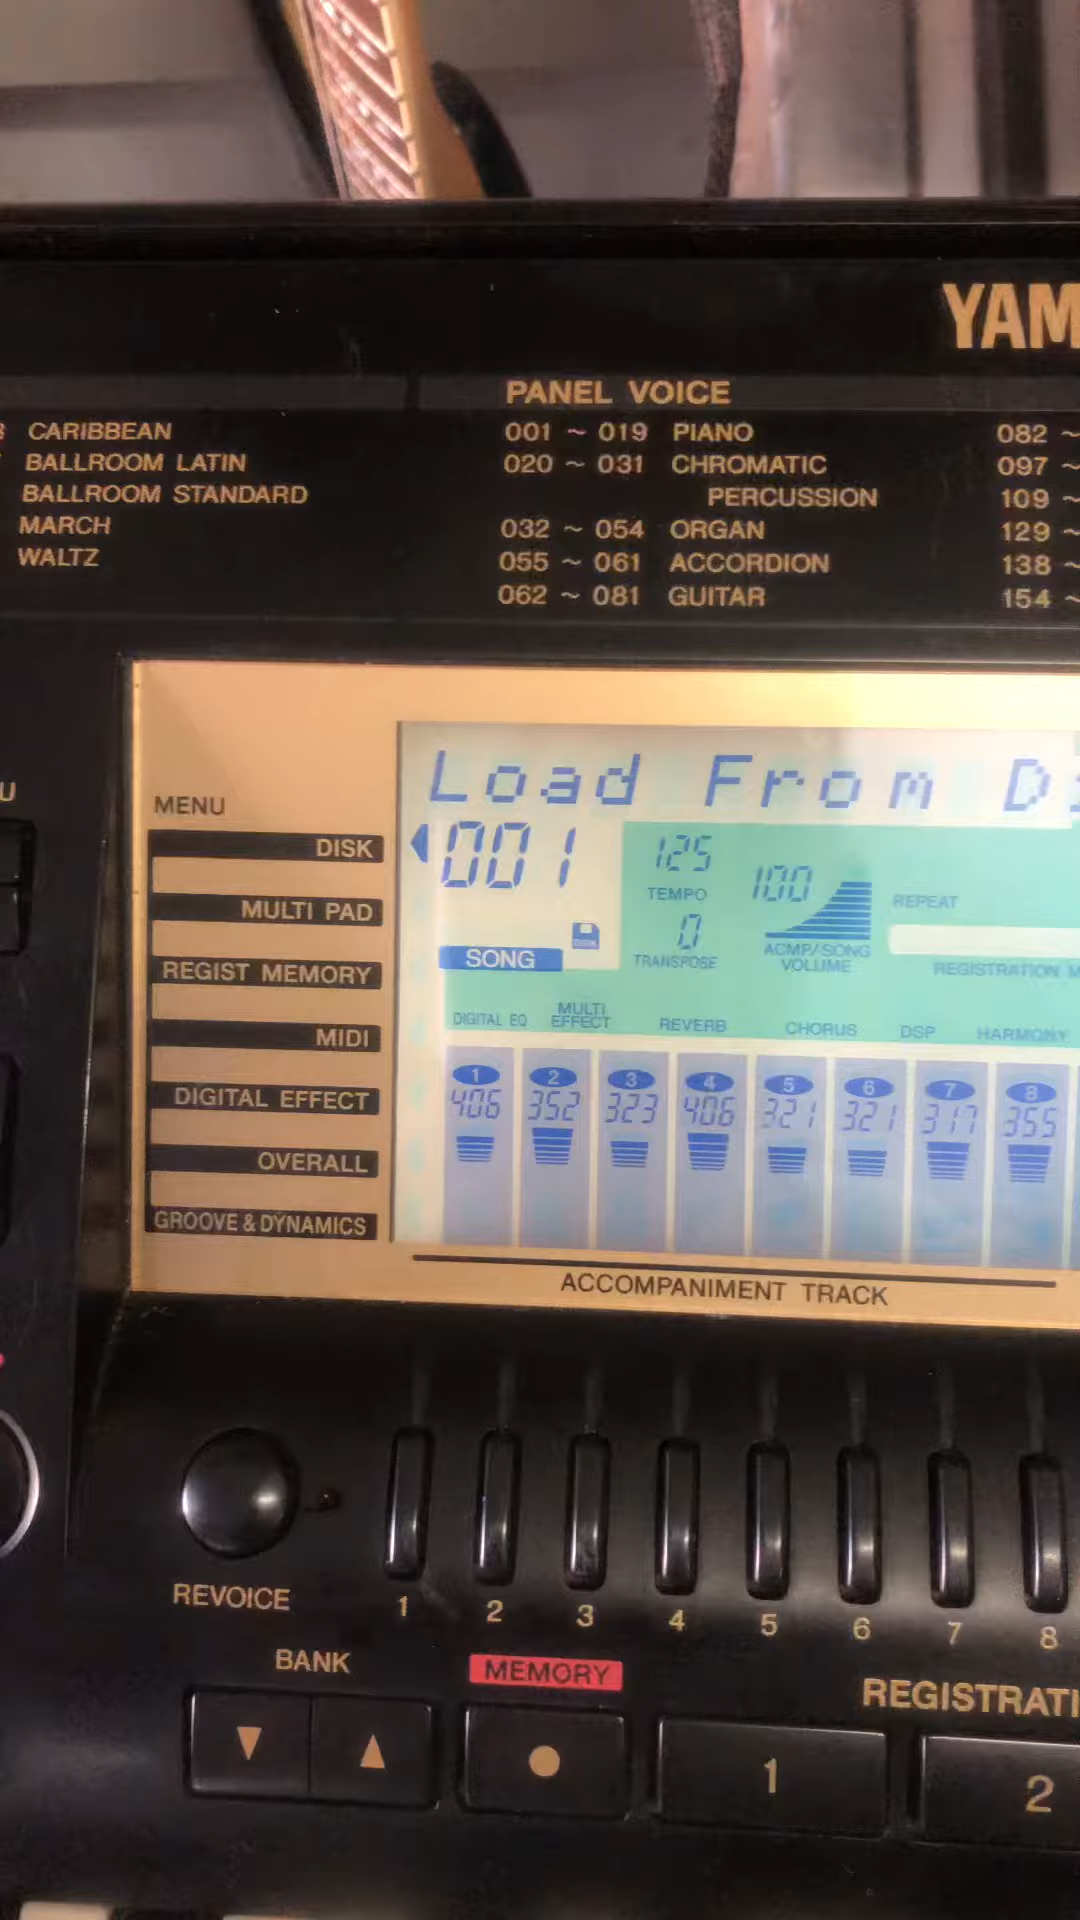 YAM
PANEL VOICE
CARIBBEAN
BALLROOM LATIN
BALLROOM STANDARD
MARCH
WALTZ
001 ~ 019 PIANO
020 ~ 031 CHROMATIC
PERCUSSION
032 ~ 054 ORGAN
055 ~ 061 ACCORDION
062 ~ 081 GUITAR
082 ~
097 ~
109 ~
129 ~
138 ~
154 ~
U
MENU
DISK
MULTI PAD
REGIST MEMORY
MIDI
DIGITAL EFFECT
OVERALL
GROOVE & DYNAMICS
Load From D
001
125
TEMPO
100
0
TRANSPOSE
ACMP/SONG
VOLUME
REPEAT
SONG
REGISTRATION M
DIGITAL EQ
MULTI
EFFECT
REVERB
CHORUS
DSP
HARMONY
1 2 3 4 5 6 7 8
406 352 323 406 321 321 317 355
ACCOMPANIMENT TRACK
REVOICE
1 2 3 4 5 6 7 8
BANK
MEMORY
REGISTRATI
1
2